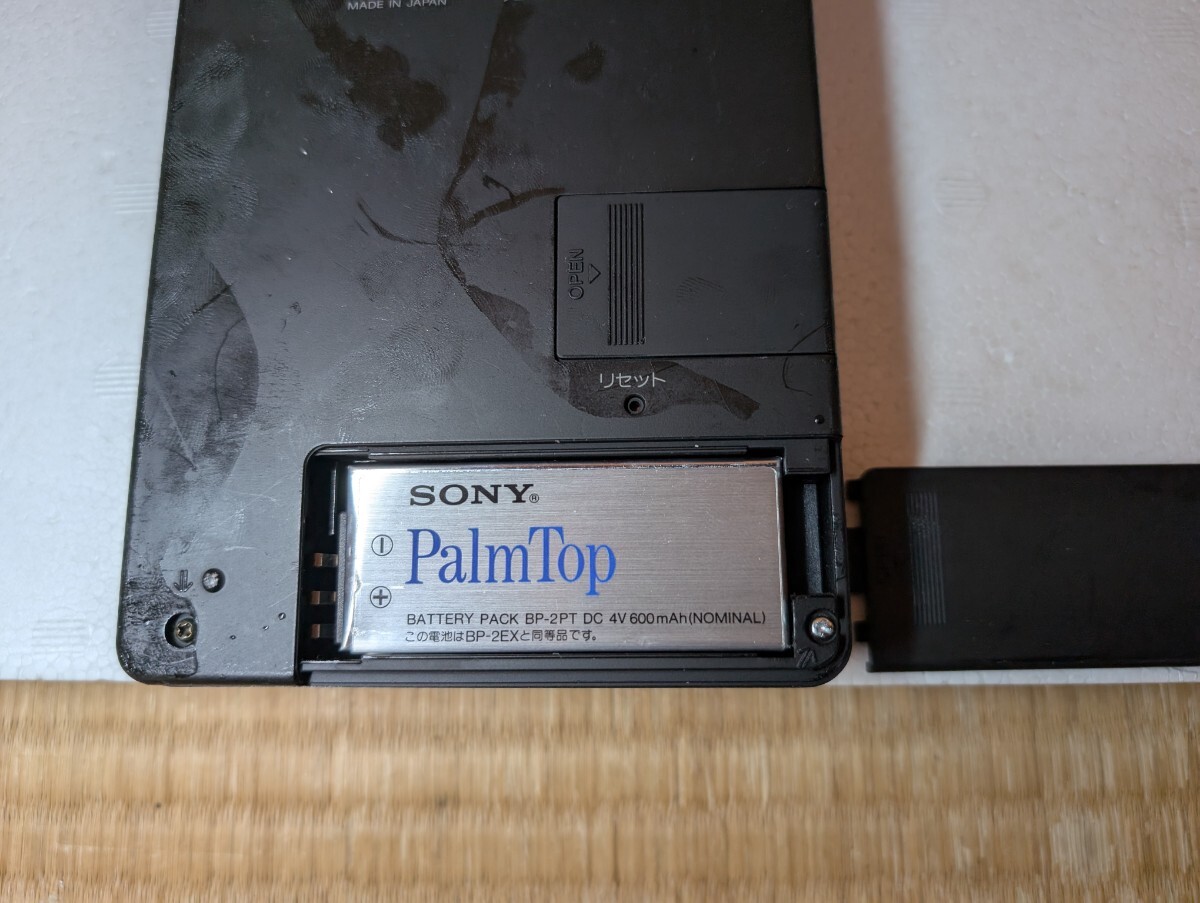 MADE IN JAPAN
OPEN
リセット
SONY®
⊖
PalmTop
⊕
BATTERY PACK BP-2PT DC 4V 600mAh(NOMINAL)
この電池はBP-2EXと同等品です。